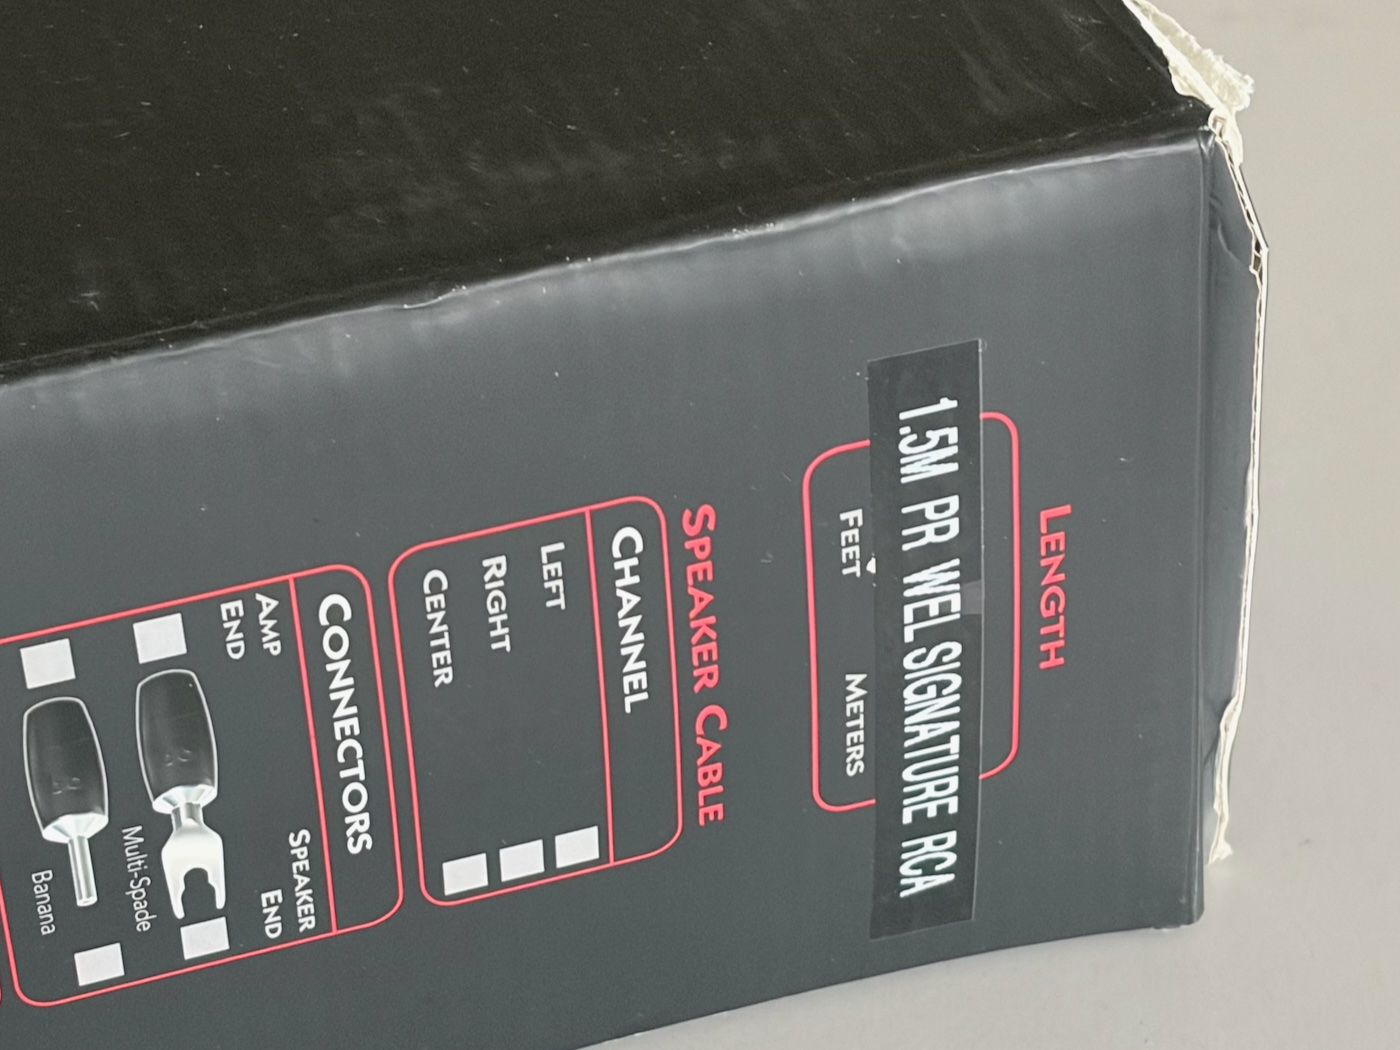 LENGTH
1.5M PR WEL SIGNATURE RCA
FEET METERS
SPEAKER CABLE
CHANNEL
LEFT
RIGHT
CENTER
CONNECTORS
AMP END SPEAKER END
Multi-Spade
Banana